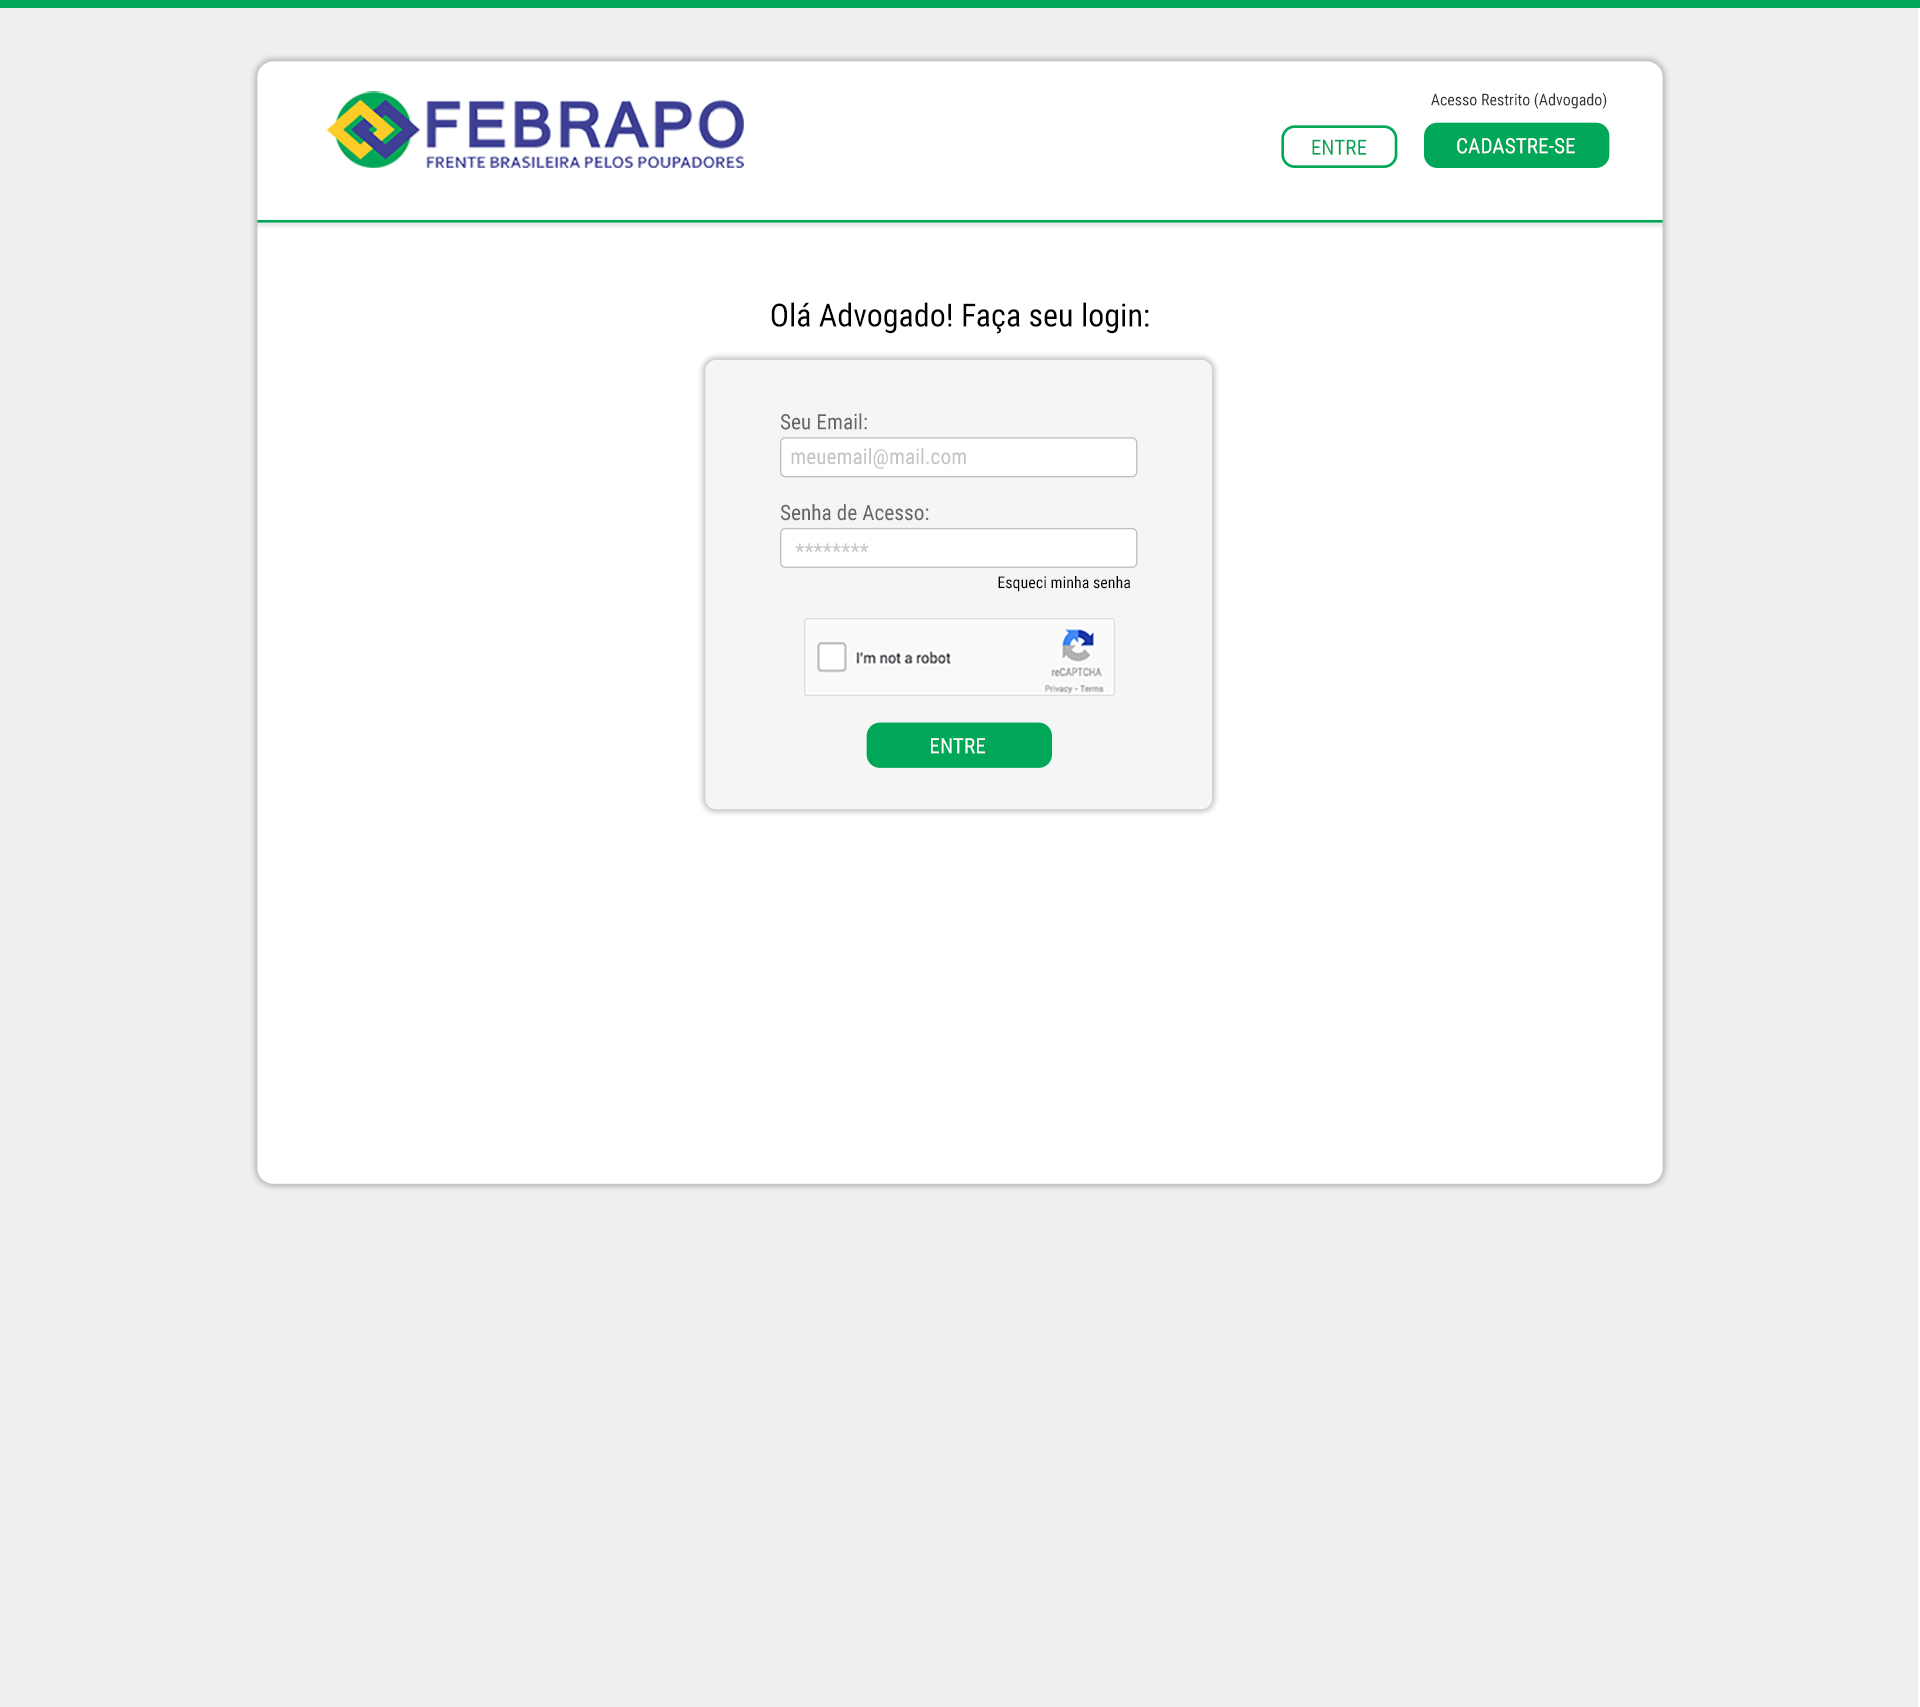 FEBRAPO
FRENTE BRASILEIRA PELOS POUPADORES
Acesso Restrito (Advogado)
ENTRE
CADASTRE-SE
Olá Advogado! Faça seu login:
Seu Email:
meuemail@mail.com
Senha de Acesso:
********
Esqueci minha senha
I'm not a robot
reCAPTCHA
Privacy - Terms
ENTRE